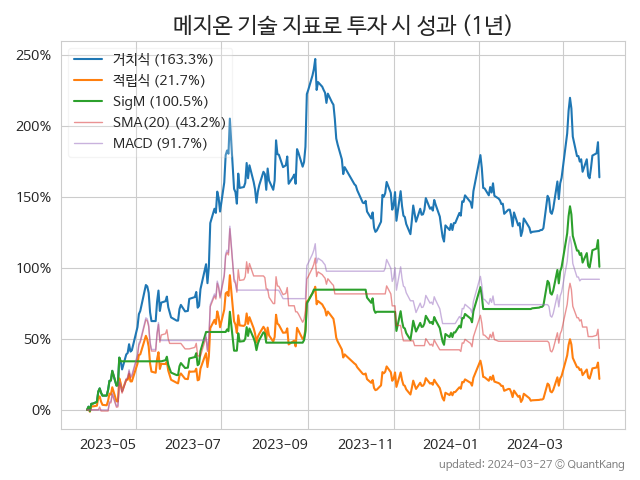 메지온 기술 지표로 투자 시 성과 (1년)
250%
200%
150%
100%
50%
0%
거치식 (163.3%)
적립식 (21.7%)
SigM (100.5%)
SMA(20) (43.2%)
MACD (91.7%)
2023-05
2023-07
2023-09
2023-11
2024-01
2024-03
updated: 2024-03-27 © QuantKang